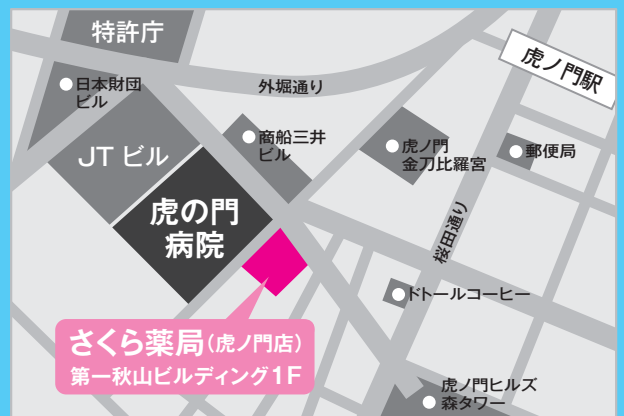 特許庁
日本財団
ビル
外堀通り
虎ノ門駅
JT ビル
商船三井
ビル
虎ノ門
金刀比羅宮
郵便局
虎の門
病院
桜田通り
ドトールコーヒー
さくら薬局(虎ノ門店)
第一秋山ビルディング1F
虎ノ門ヒルズ
森タワー